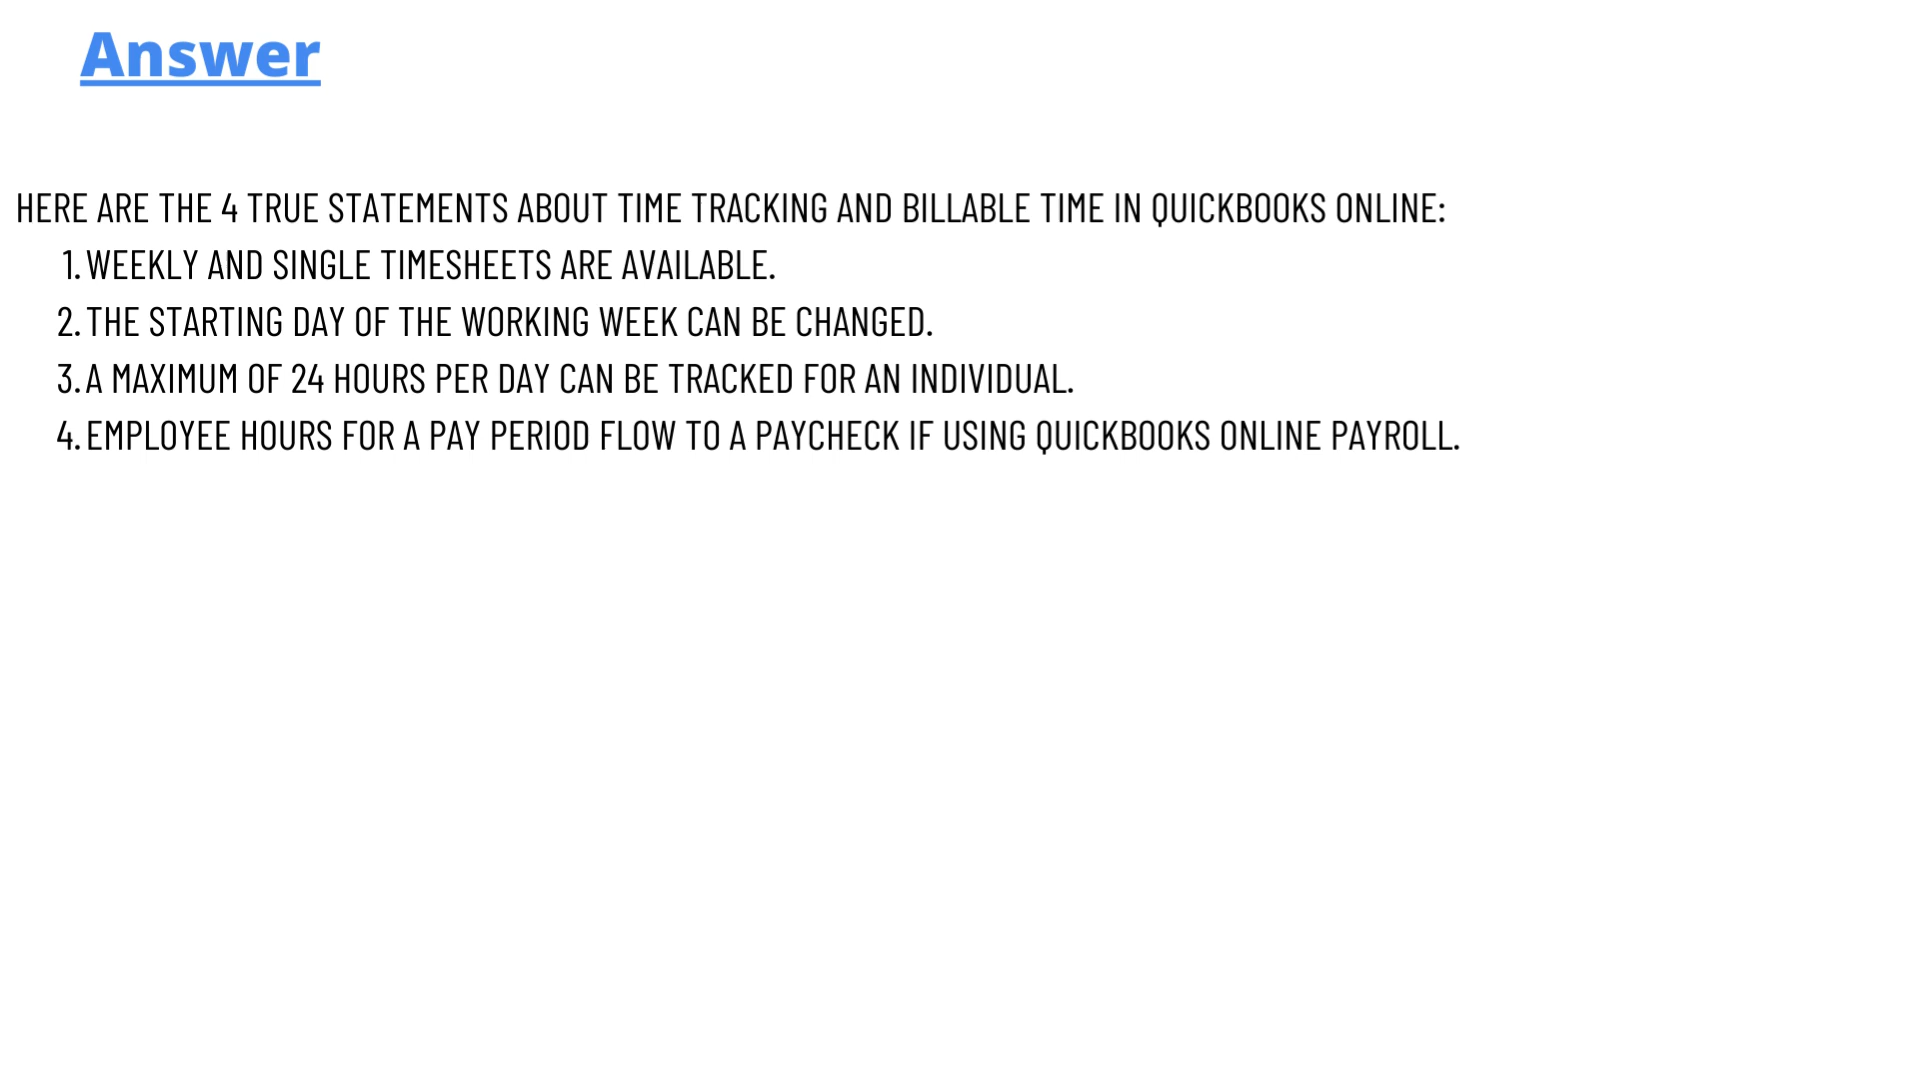 Answer
HERE ARE THE 4 TRUE STATEMENTS ABOUT TIME TRACKING AND BILLABLE TIME IN QUICKBOOKS ONLINE:
1. WEEKLY AND SINGLE TIMESHEETS ARE AVAILABLE.
2. THE STARTING DAY OF THE WORKING WEEK CAN BE CHANGED.
3. A MAXIMUM OF 24 HOURS PER DAY CAN BE TRACKED FOR AN INDIVIDUAL.
4. EMPLOYEE HOURS FOR A PAY PERIOD FLOW TO A PAYCHECK IF USING QUICKBOOKS ONLINE PAYROLL.